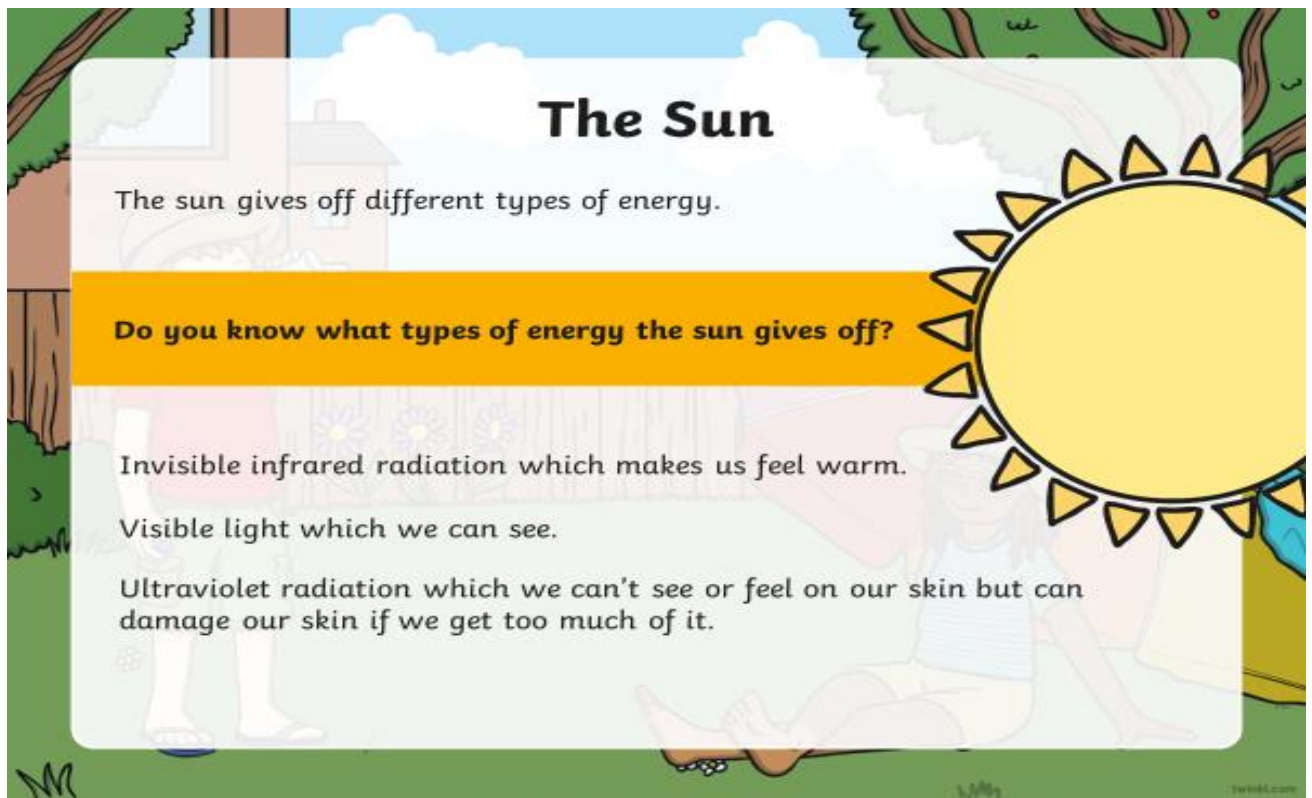 The Sun
The sun gives off different types of energy.
Do you know what types of energy the sun gives off?
Invisible infrared radiation which makes us feel warm.
Visible light which we can see.
Ultraviolet radiation which we can't see or feel on our skin but can
damage our skin if we get too much of it.
twinkl.com